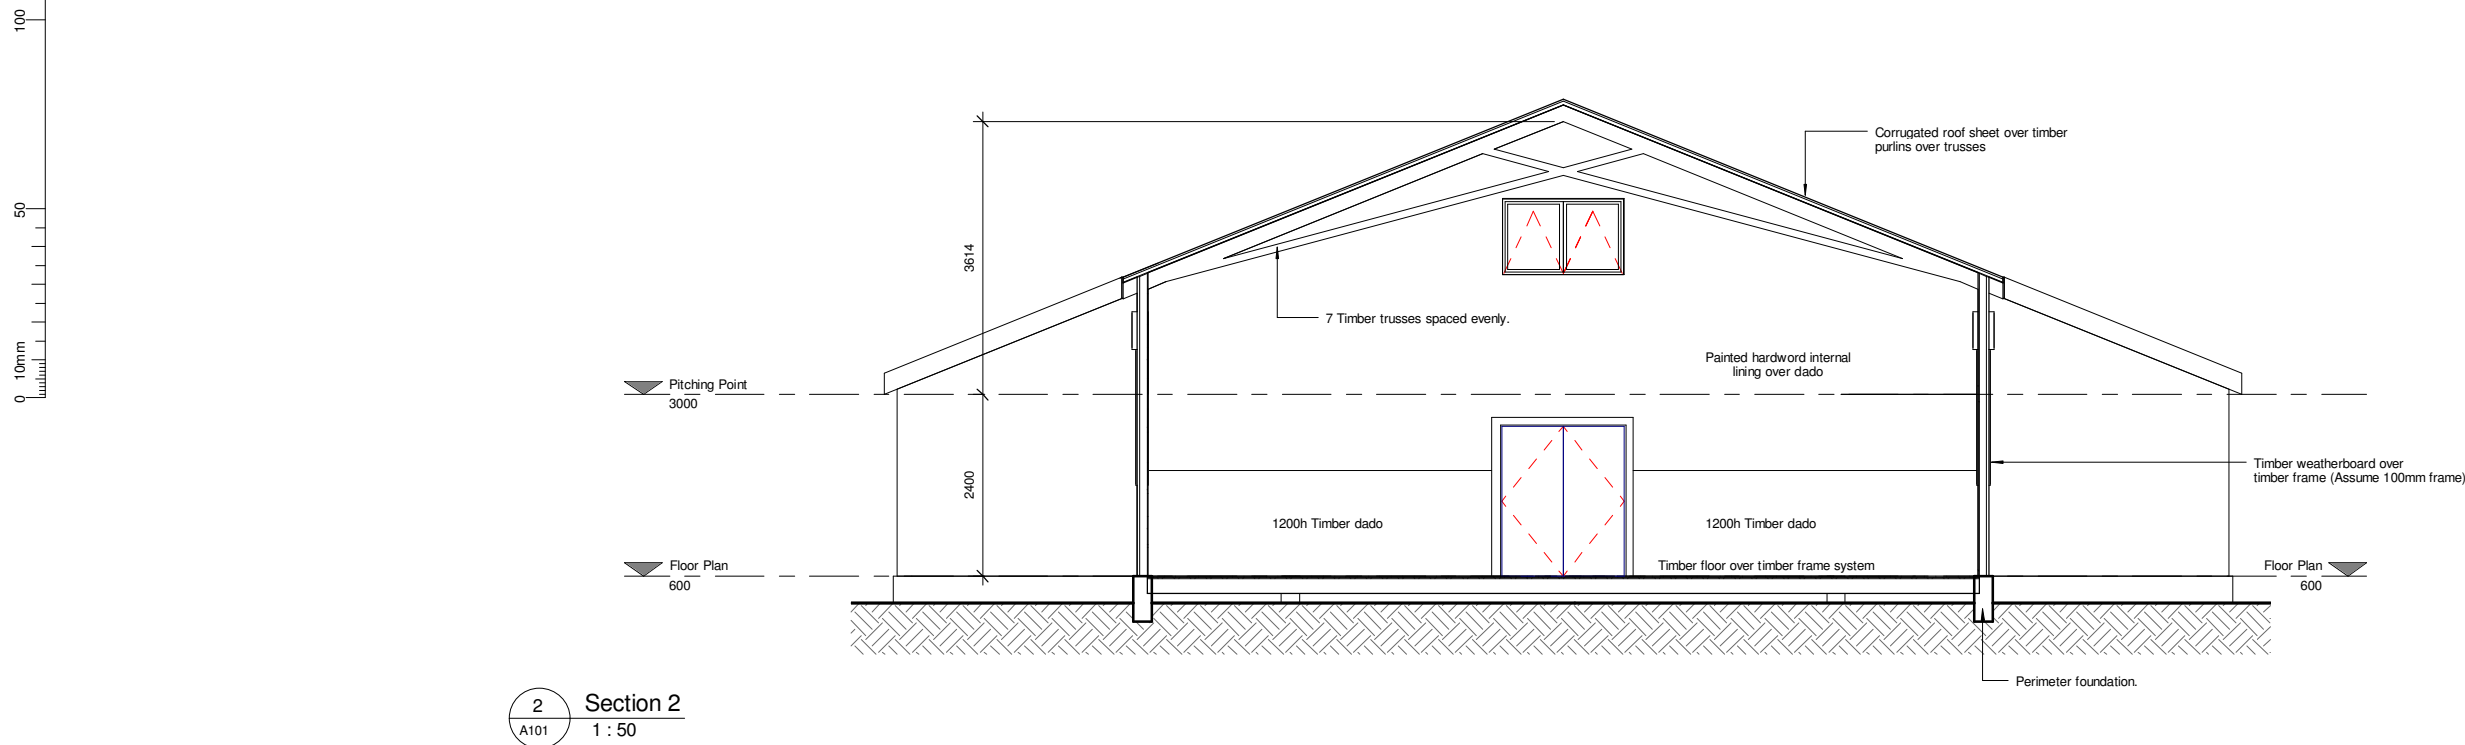 100
50
10mm
0
Corrugated roof sheet over timber
purlins over trusses
3614
7 Timber trusses spaced evenly.
Painted hardword internal
lining over dado
Pitching Point
3000
2400
Timber weatherboard over
timber frame (Assume 100mm frame)
1200h Timber dado
1200h Timber dado
Floor Plan
600
Timber floor over timber frame system
Floor Plan
600
Perimeter foundation.
2
A101
Section 2
1 : 50